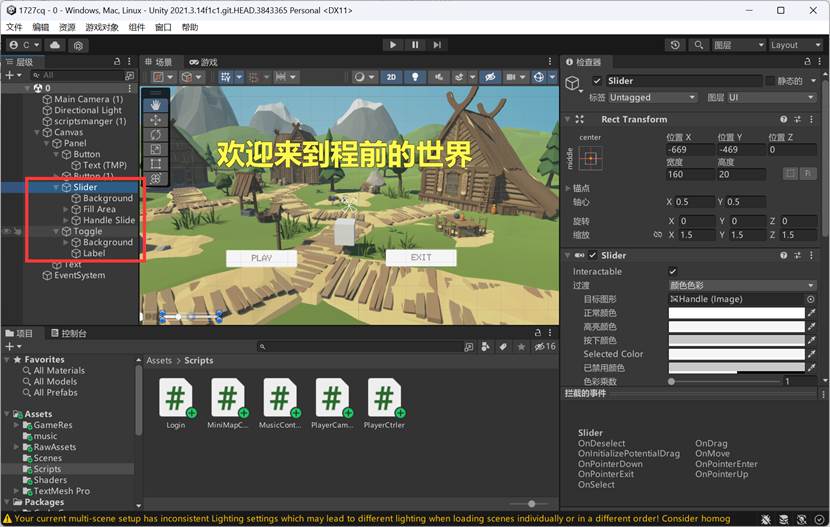 1727cq - 0 - Windows, Mac, Linux - Unity 2021.3.14f1c1.git.HEAD.3843365 Personal <DX11>
文件 编辑 资源 游戏对象 组件 窗口 帮助
C
图层 Layout
层级
All
0
Main Camera (1)
Directional Light
scriptsmanger (1)
Canvas
Panel
Button
Text (TMP)
Button (1)
Slider
Background
Fill Area
Handle Slide
Toggle
Background
Label
Text
EventSystem
场景 游戏
2D
欢迎来到程前的世界
PLAY EXIT
检查器
Slider 静态的
标签 Untagged 图层 UI
Rect Transform
center 位置 X 位置 Y 位置 Z
middle -669 -469 0
宽度 高度
160 20
R
锚点
轴心 X 0.5 Y 0.5
旋转 X 0 Y 0 Z 0
缩放 X 1.5 Y 1.5 Z 1.5
Slider
Interactable
过渡 颜色色彩
目标图形 Handle (Image)
正常颜色
高亮颜色
按下颜色
Selected Color
已禁用颜色
色彩乘数 1
拦截的事件
Slider
OnDeselect OnDrag
OnInitializePotentialDrag OnMove
OnPointerDown OnPointerEnter
OnPointerExit OnPointerUp
OnSelect
项目 控制台
16
Favorites
All Materials
All Models
All Prefabs
Assets
GameRes
music
RawAssets
Scenes
Scripts
Shaders
TextMesh Pro
Packages
Assets > Scripts
Login MiniMapC... MusicCont... PlayerCam... PlayerCtrler
Your current multi-scene setup has inconsistent Lighting settings which may lead to different lighting when loading scenes individually or in a different order! Consider homog